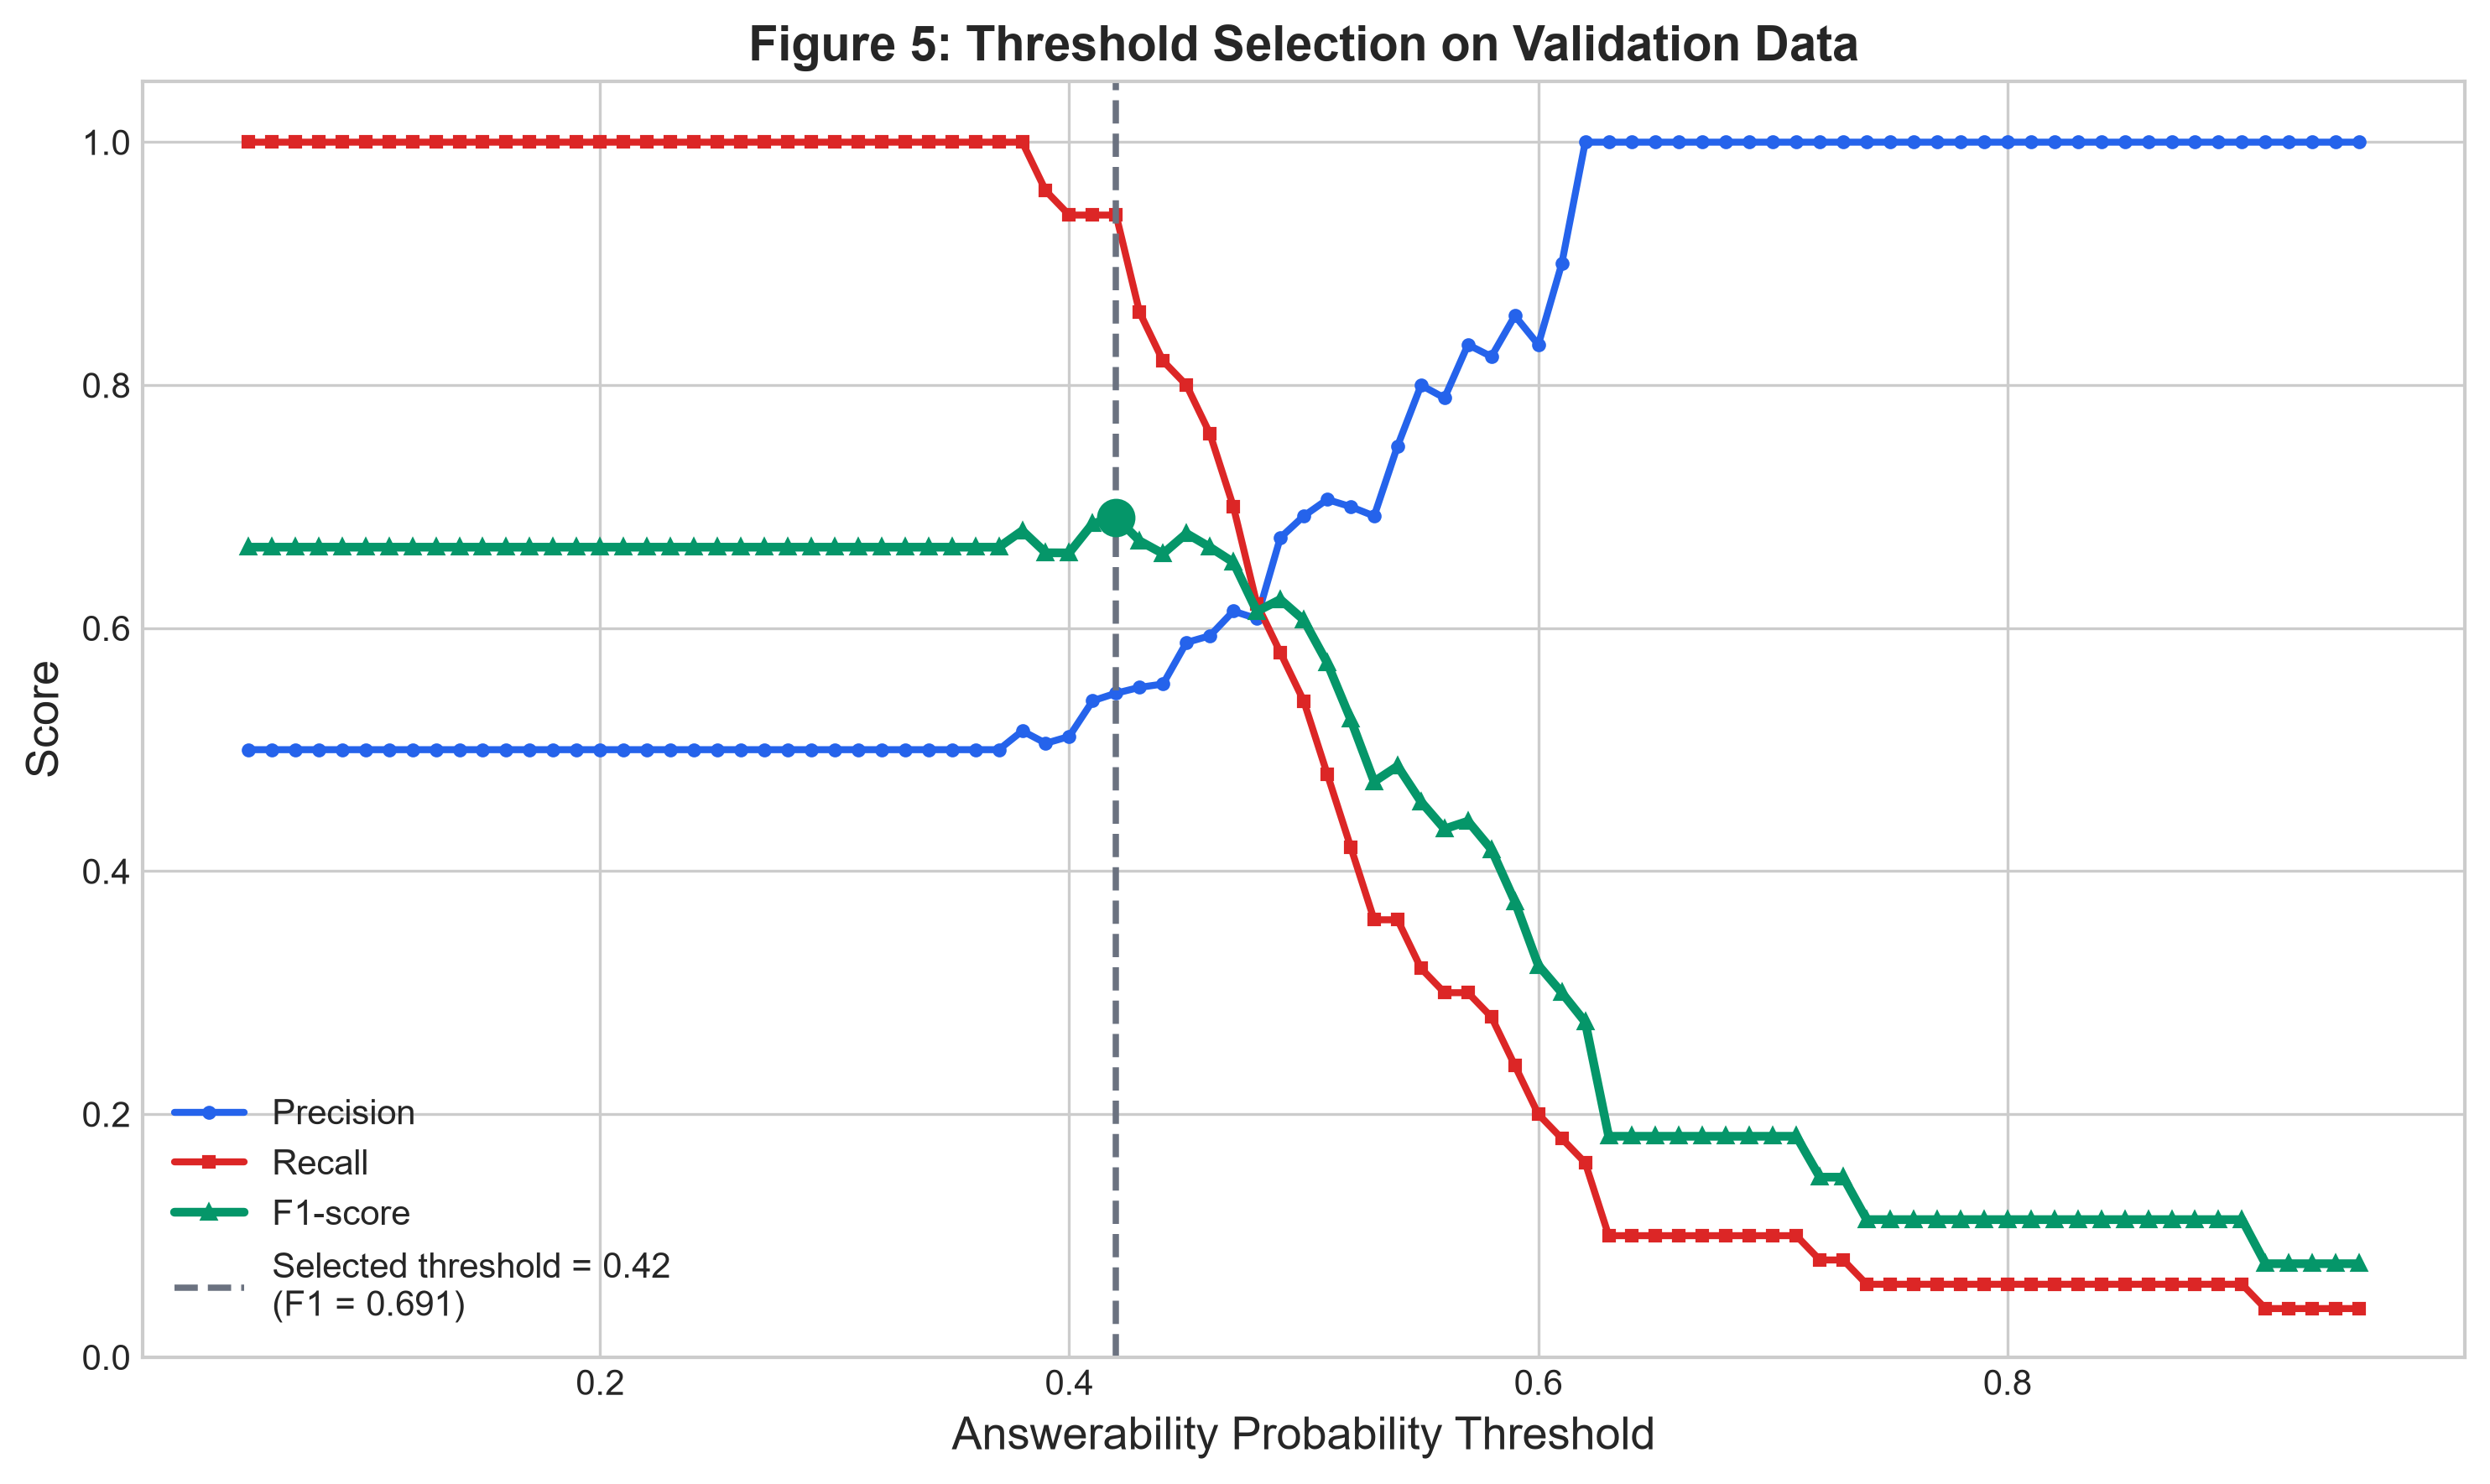 Figure 5: Threshold Selection on Validation Data
1.0
0.8
0.6
0.4
0.2
0.0
Score
Precision
Recall
F1-score
Selected threshold = 0.42
(F1 = 0.691)
0.2
0.4
0.6
0.8
Answerability Probability Threshold